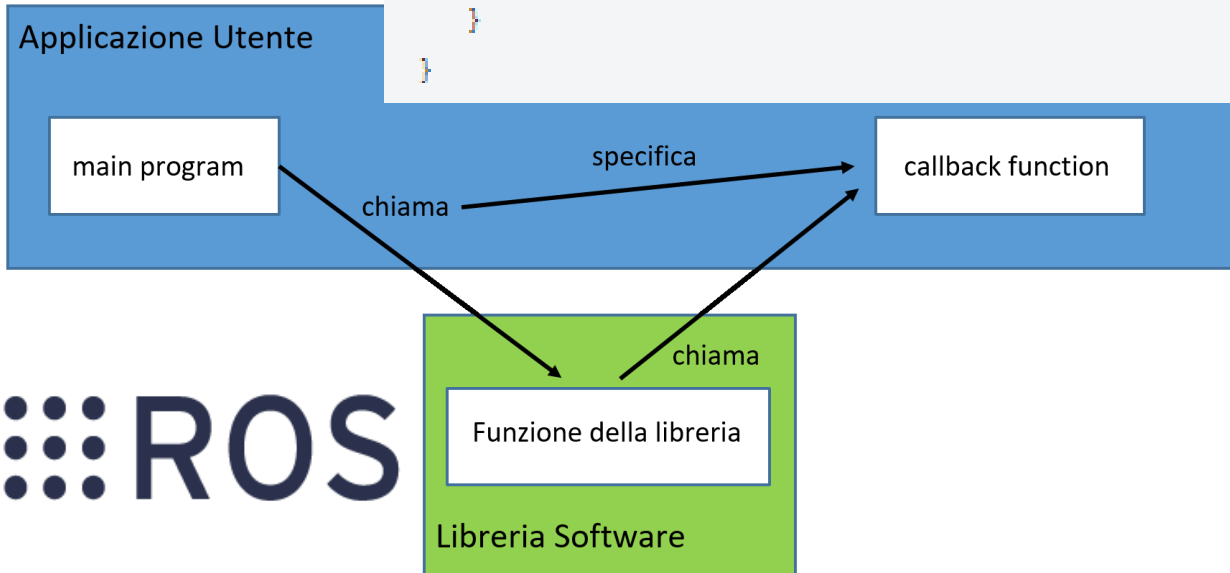 Applicazione Utente
}
}
main program
specifica
callback function
chiama
chiama
Funzione della libreria
ROS
Libreria Software